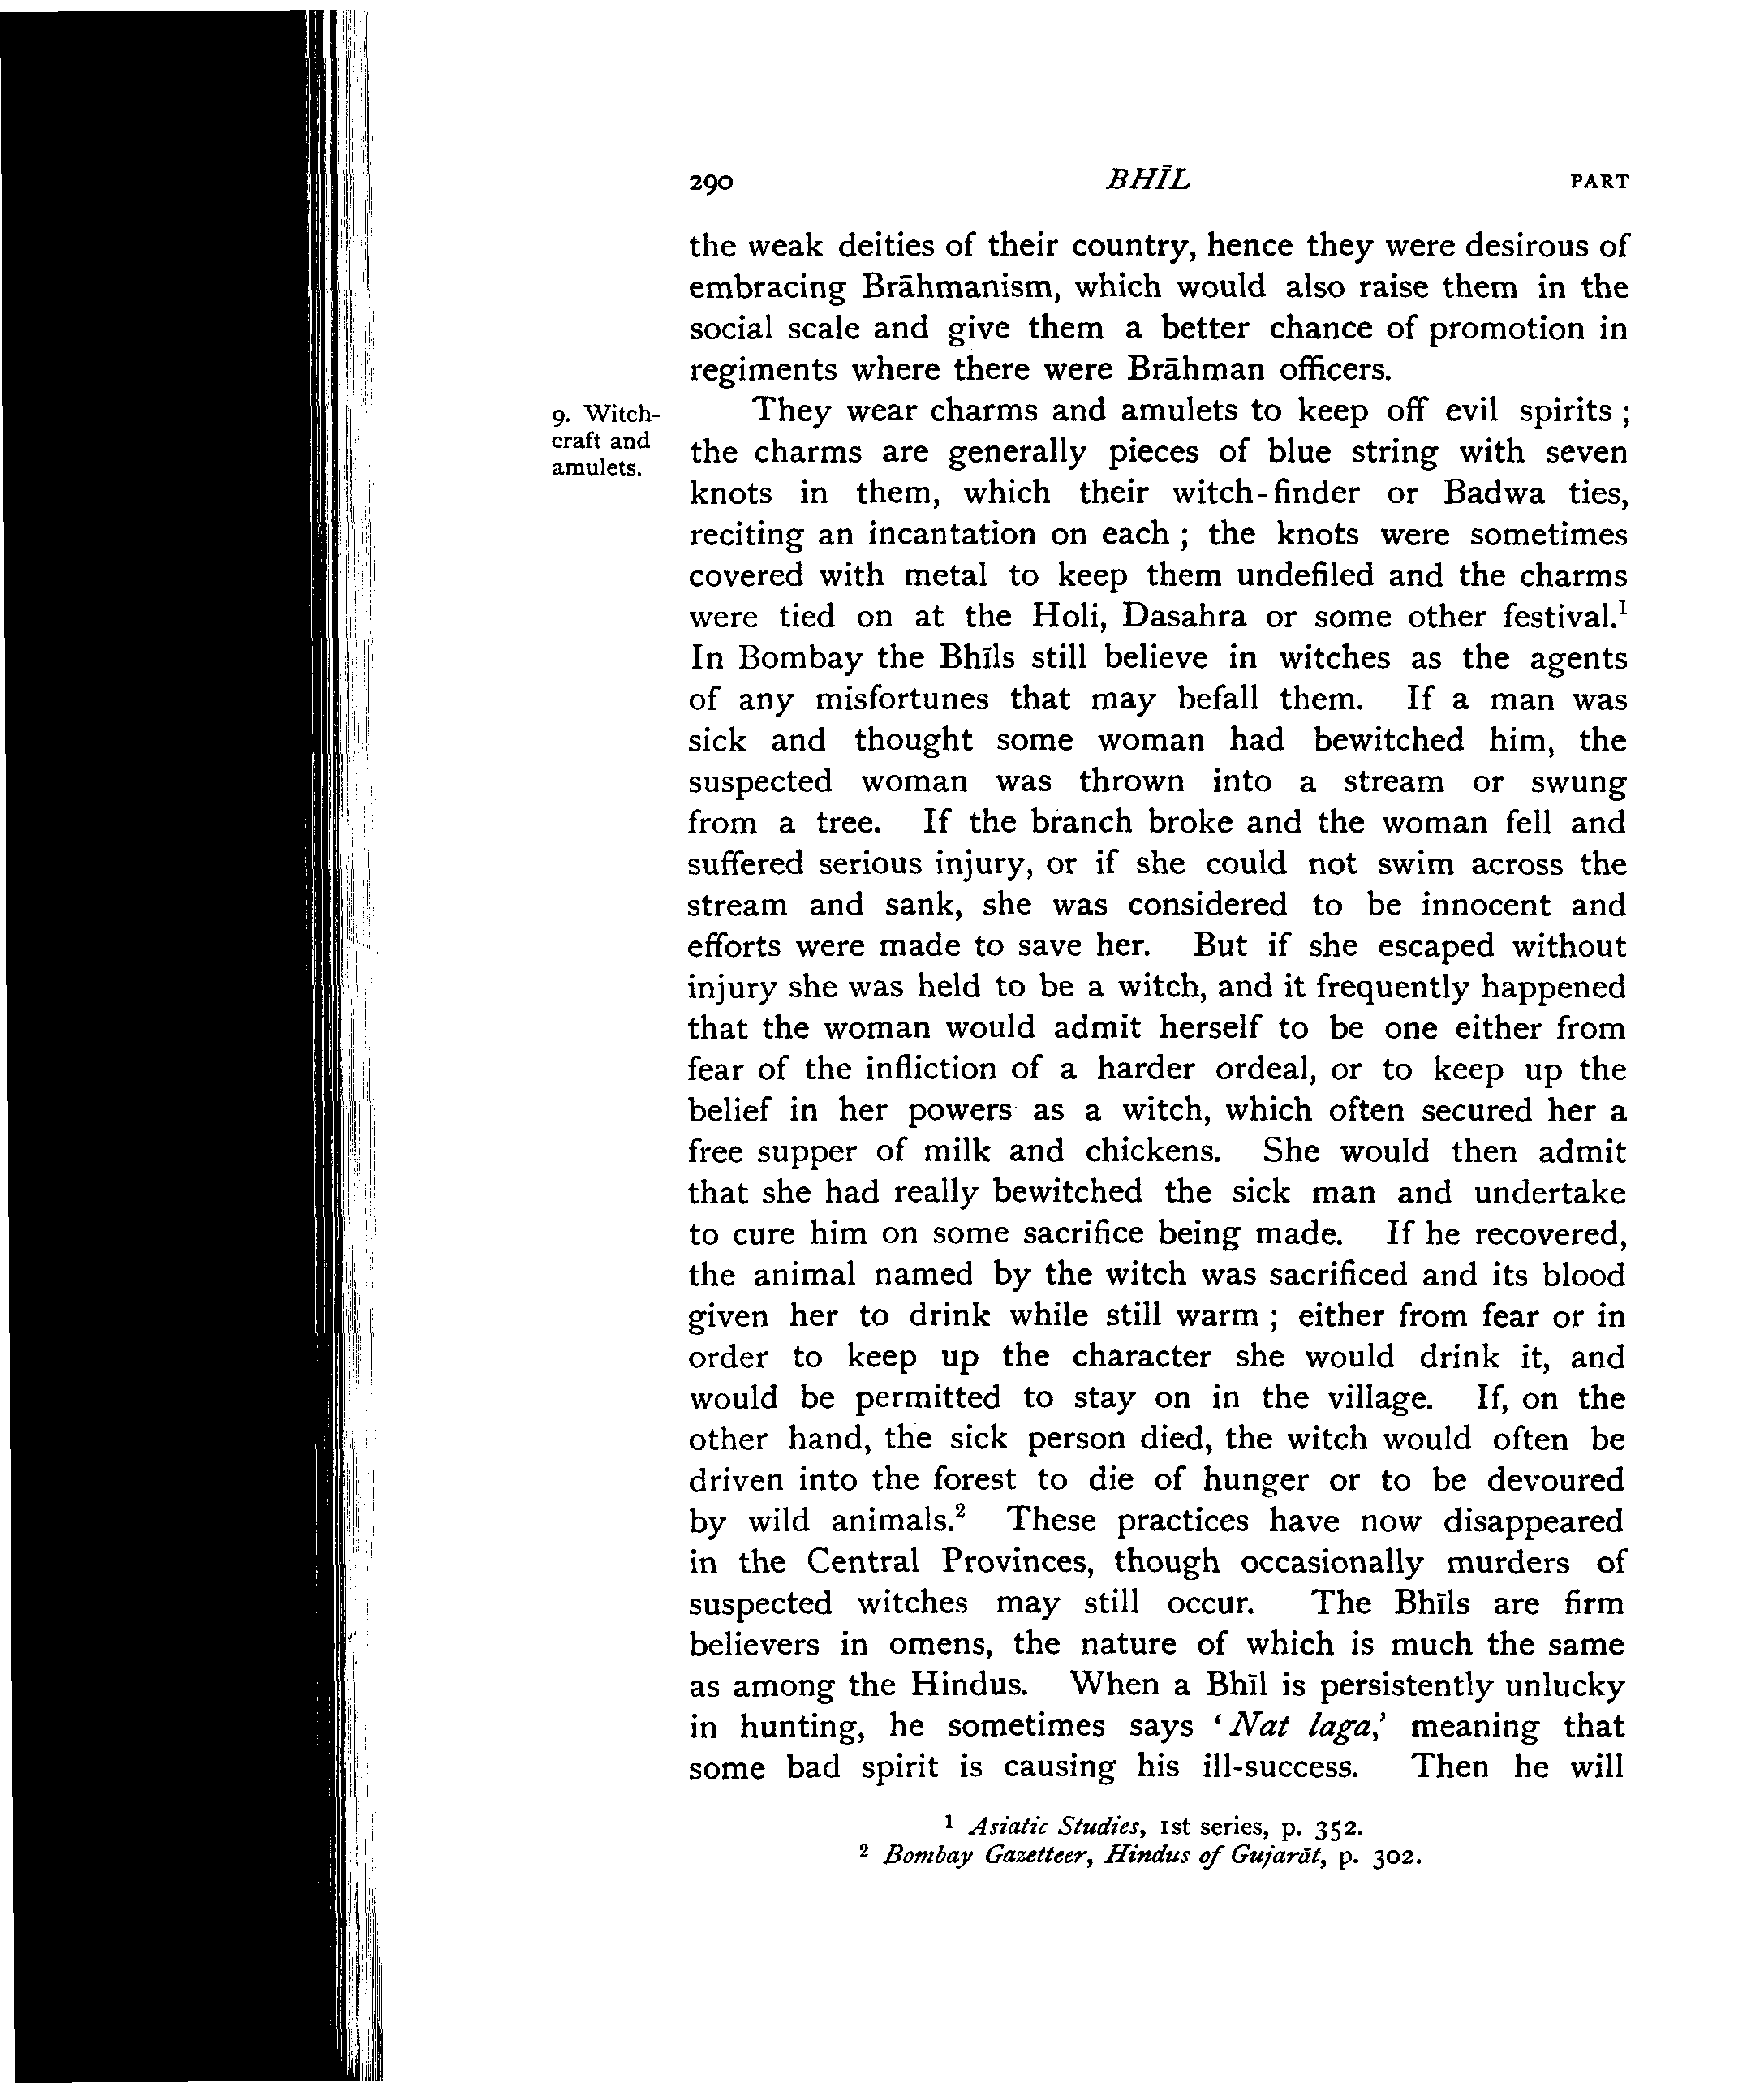 290 BHĪL PART
the weak deities of their country, hence they were desirous of
embracing Brāhmanism, which would also raise them in the
social scale and give them a better chance of promotion in
regiments where there were Brāhman officers.
9. Witch-
craft and
amulets.
They wear charms and amulets to keep off evil spirits ;
the charms are generally pieces of blue string with seven
knots in them, which their witch-finder or Badwa ties,
reciting an incantation on each ; the knots were sometimes
covered with metal to keep them undefiled and the charms
were tied on at the Holi, Dasahra or some other festival.¹
In Bombay the Bhīls still believe in witches as the agents
of any misfortunes that may befall them. If a man was
sick and thought some woman had bewitched him, the
suspected woman was thrown into a stream or swung
from a tree. If the branch broke and the woman fell and
suffered serious injury, or if she could not swim across the
stream and sank, she was considered to be innocent and
efforts were made to save her. But if she escaped without
injury she was held to be a witch, and it frequently happened
that the woman would admit herself to be one either from
fear of the infliction of a harder ordeal, or to keep up the
belief in her powers as a witch, which often secured her a
free supper of milk and chickens. She would then admit
that she had really bewitched the sick man and undertake
to cure him on some sacrifice being made. If he recovered,
the animal named by the witch was sacrificed and its blood
given her to drink while still warm ; either from fear or in
order to keep up the character she would drink it, and
would be permitted to stay on in the village. If, on the
other hand, the sick person died, the witch would often be
driven into the forest to die of hunger or to be devoured
by wild animals.² These practices have now disappeared
in the Central Provinces, though occasionally murders of
suspected witches may still occur. The Bhīls are firm
believers in omens, the nature of which is much the same
as among the Hindus. When a Bhīl is persistently unlucky
in hunting, he sometimes says ‘Nat laga,’ meaning that
some bad spirit is causing his ill-success. Then he will
¹ Asiatic Studies, 1st series, p. 352.
² Bombay Gazetteer, Hindus of Gujarāt, p. 302.